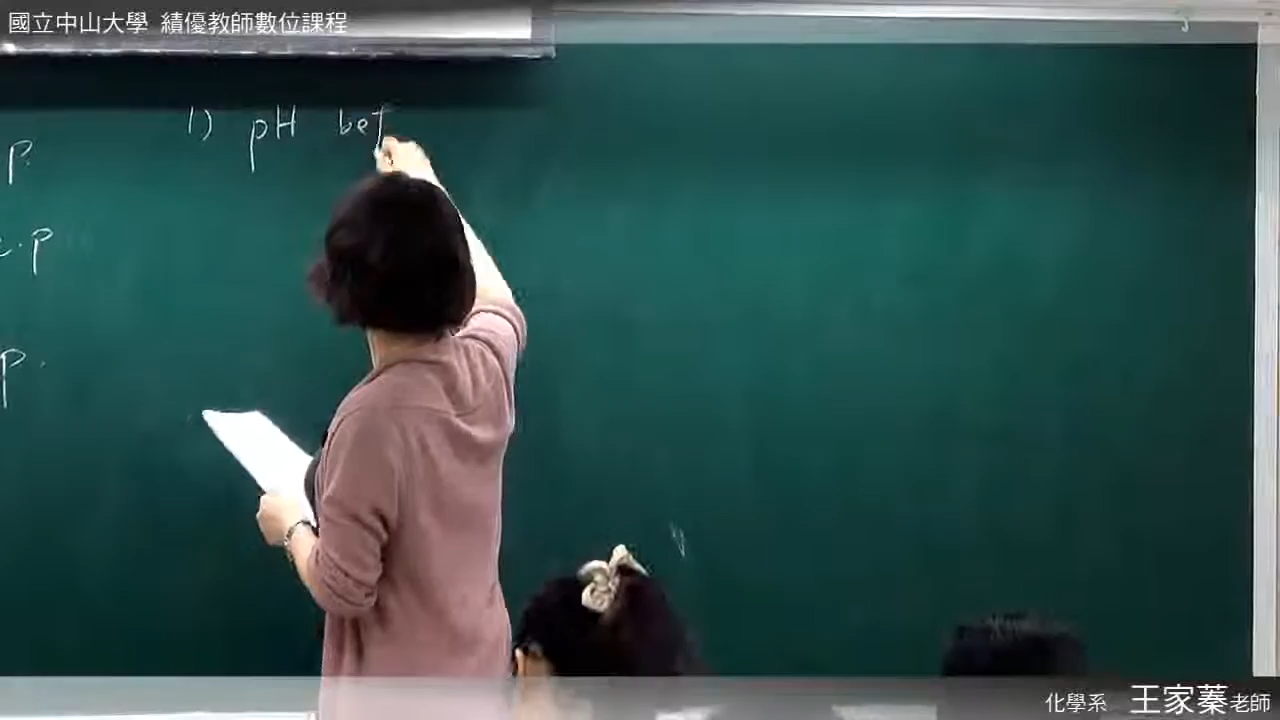 國立中山大學 績優教師數位課程
1) pH bef
p.
c.p
p.
化學系 王家蓁老師